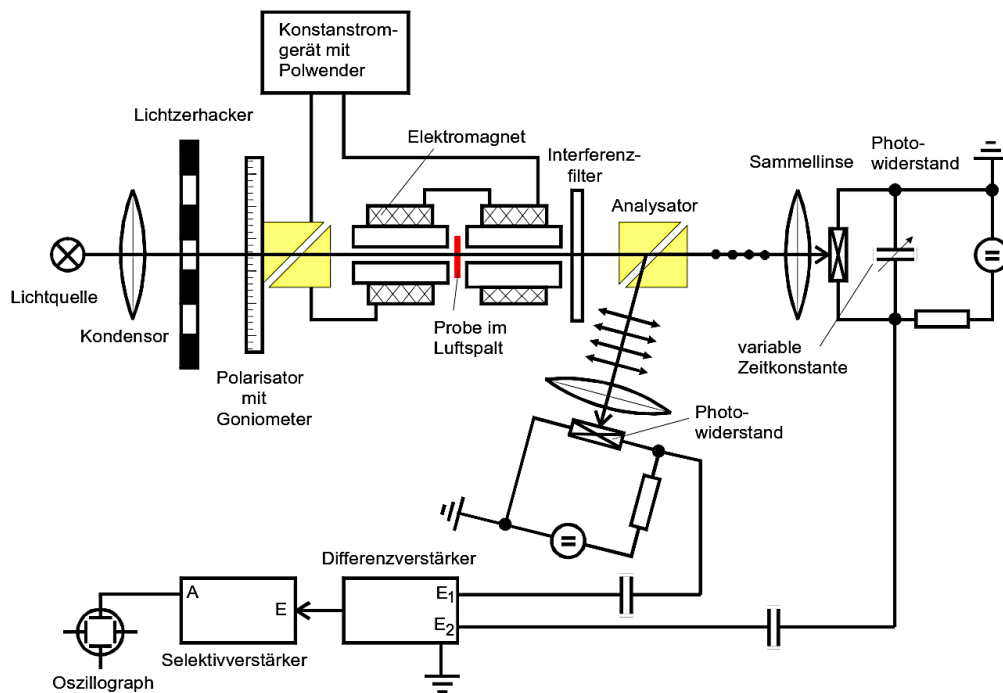 Konstanstrom-
gerät mit
Polwender
Lichtzerhacker
Elektromagnet
Interferenz-
filter
Analysator
Sammellinse
Photo-
widerstand
Lichtquelle
Kondensor
Polarisator
mit
Goniometer
Probe im
Luftspalt
variable
Zeitkonstante
Photo-
widerstand
Differenzverstärker
A
E
E1
E2
Selektivverstärker
Oszillograph